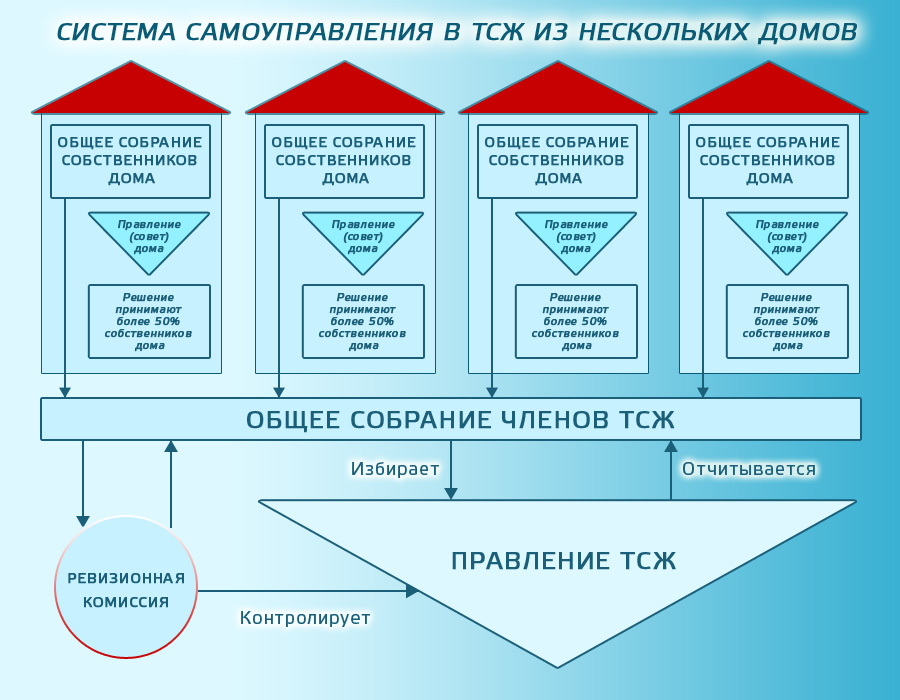 СИСТЕМА САМОУПРАВЛЕНИЯ В ТСЖ ИЗ НЕСКОЛЬКИХ ДОМОВ
ОБЩЕЕ СОБРАНИЕ
СОБСТВЕННИКОВ
ДОМА
Правление
(совет)
дома
Решение
принимают
более 50%
собственников
дома
ОБЩЕЕ СОБРАНИЕ
СОБСТВЕННИКОВ
ДОМА
Правление
(совет)
дома
Решение
принимают
более 50%
собственников
дома
ОБЩЕЕ СОБРАНИЕ
СОБСТВЕННИКОВ
ДОМА
Правление
(совет)
дома
Решение
принимают
более 50%
собственников
дома
ОБЩЕЕ СОБРАНИЕ
СОБСТВЕННИКОВ
ДОМА
Правление
(совет)
дома
Решение
принимают
более 50%
собственников
дома
ОБЩЕЕ СОБРАНИЕ ЧЛЕНОВ ТСЖ
Избирает
Отчитывается
ПРАВЛЕНИЕ ТСЖ
РЕВИЗИОННАЯ
КОМИССИЯ
Контролирует